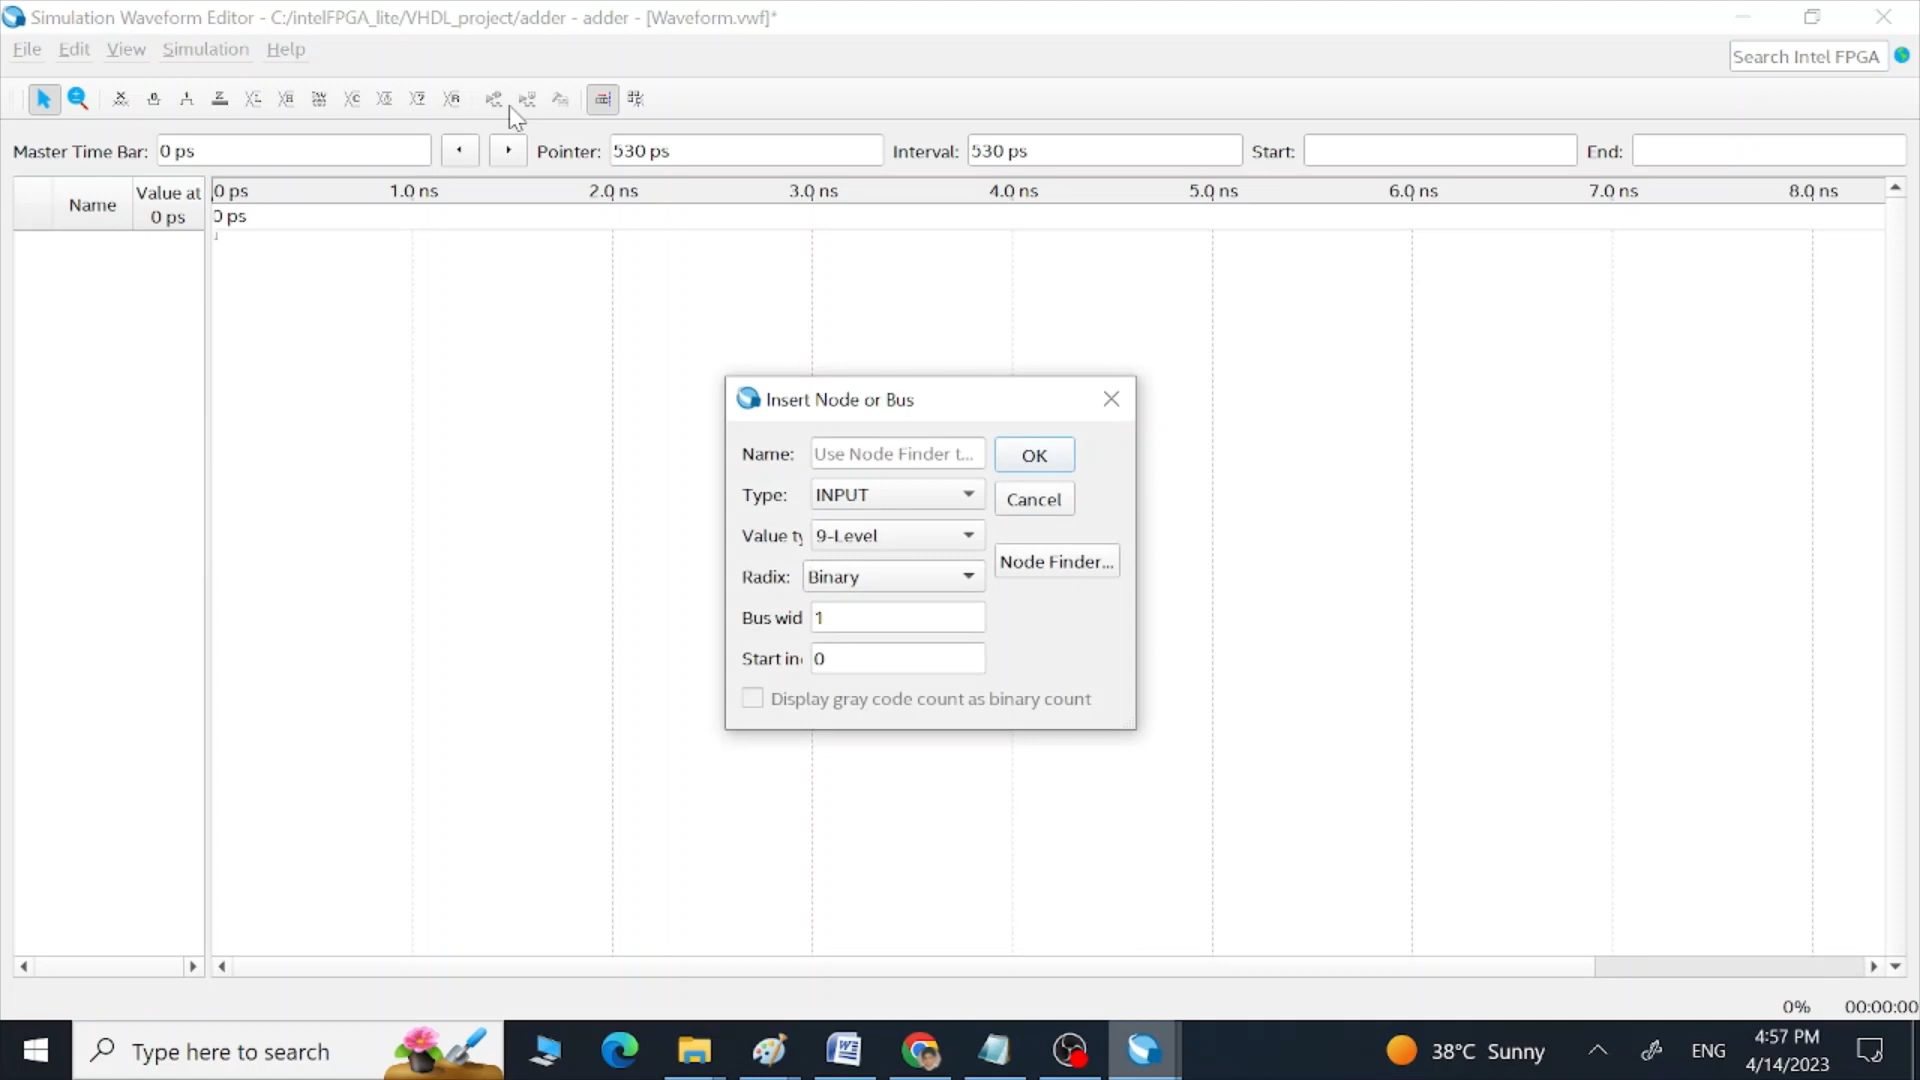 Simulation Waveform Editor - C:/intelFPGA_lite/VHDL_project/adder - adder - [Waveform.vwf]*
File Edit View Simulation Help
Search Intel FPGA
Master Time Bar: 0 ps Pointer: 530 ps Interval: 530 ps Start: End:
Name
Value at
0 ps
0 ps 1.0 ns 2.0 ns 3.0 ns 4.0 ns 5.0 ns 6.0 ns 7.0 ns 8.0 ns
0 ps
Insert Node or Bus
Name: Use Node Finder t... OK
Type: INPUT Cancel
Value ty 9-Level
Node Finder...
Radix: Binary
Bus wid 1
Start in 0
Display gray code count as binary count
0% 00:00:00
Type here to search
38°C Sunny
ENG
4:57 PM
4/14/2023